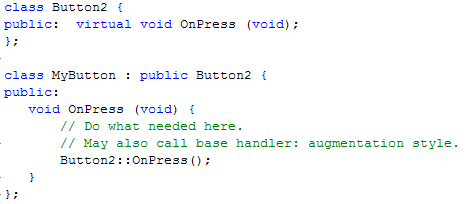 class Button2 {
public:  virtual void OnPress (void);
};
class MyButton : public Button2 {
public:
   void OnPress (void) {
       // Do what needed here.
       // May also call base handler: augmentation style.
       Button2::OnPress();
   }
};